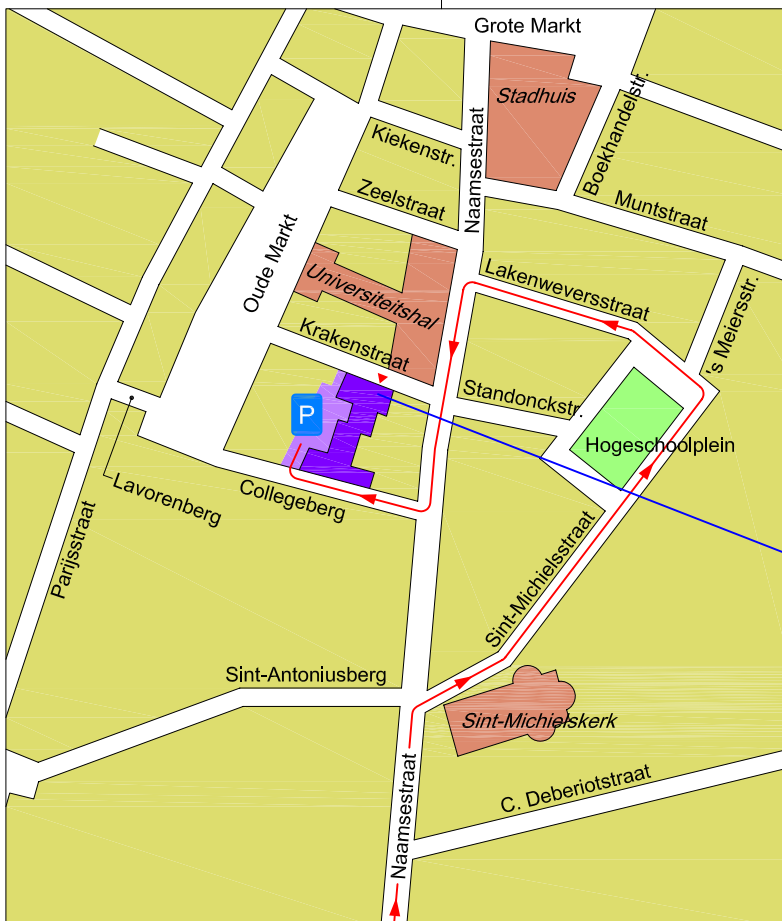 Grote Markt
Stadhuis
Boekhandelstr.
Kiekenstr.
Naamsestraat
Zeelstraat
Muntstraat
Oude Markt
Universiteitshal
Lakenweversstraat
's Meiersstr.
Krakenstraat
Standonckstr.
P
Hogeschoolplein
Lavorenberg
Collegeberg
Parijsstraat
Sint-Michielsstraat
Sint-Antoniusberg
Sint-Michielskerk
Naamsestraat
C. Deberiotstraat